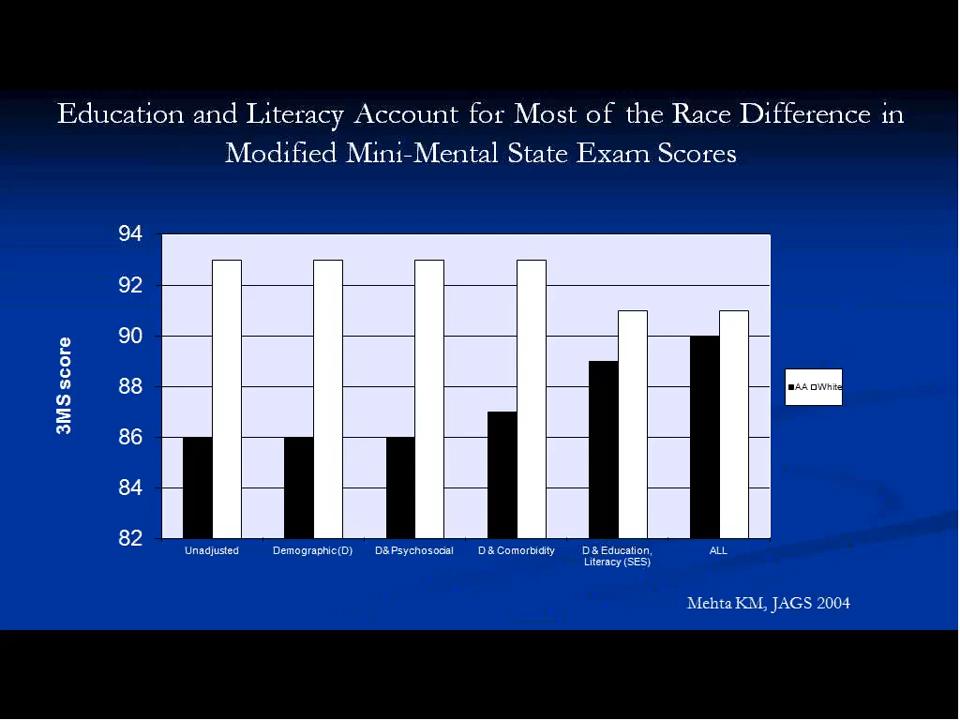 Education and Literacy Account for Most of the Race Difference in
Modified Mini-Mental State Exam Scores
94
92
90
88
86
84
82
3MS score
AA White
Unadjusted
Demographic (D)
D& Psychosocial
D & Comorbidity
D & Education,
Literacy (SES)
ALL
Mehta KM, JAGS 2004